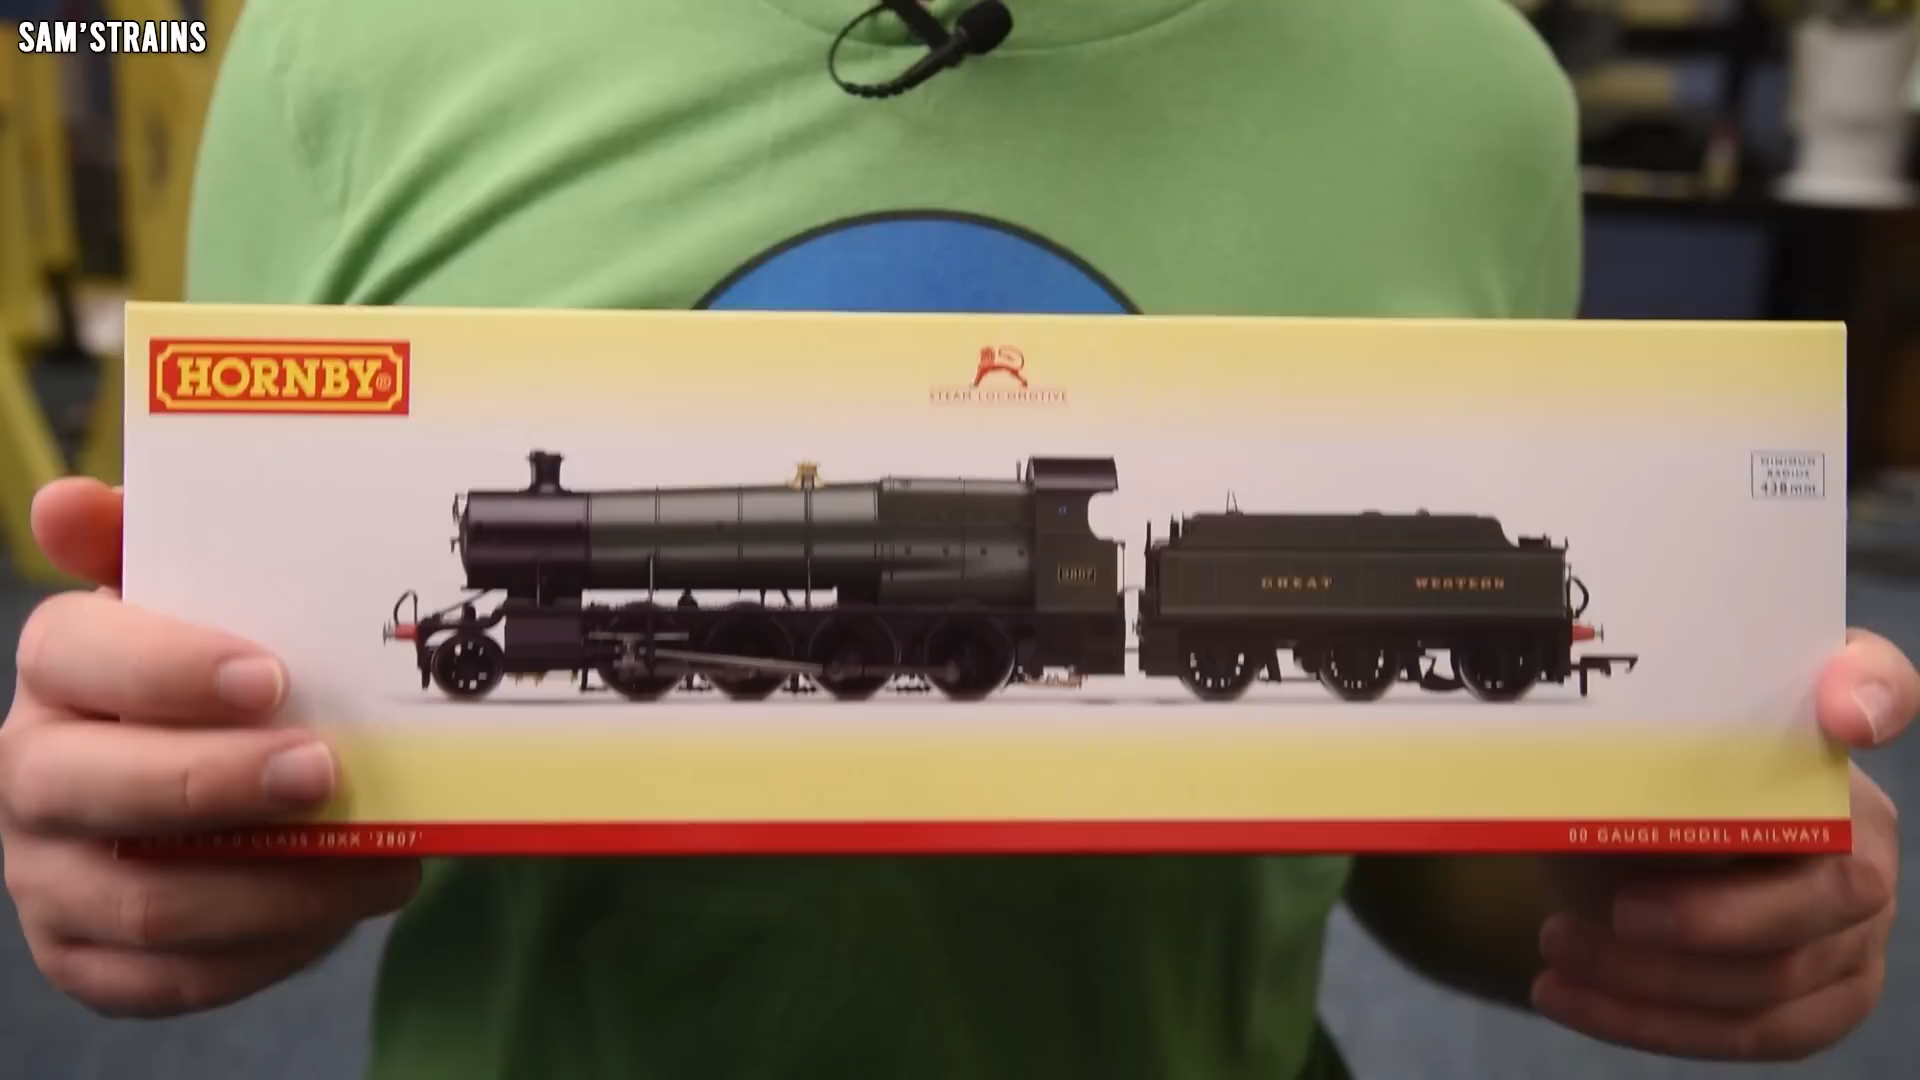 SAM'STRAINS
HORNBY®
STEAM LOCOMOTIVE
MINIMUM
RADIUS
438mm
2807
GREAT WESTERN
CLASS 28XX '2807'
00 GAUGE MODEL RAILWAYS